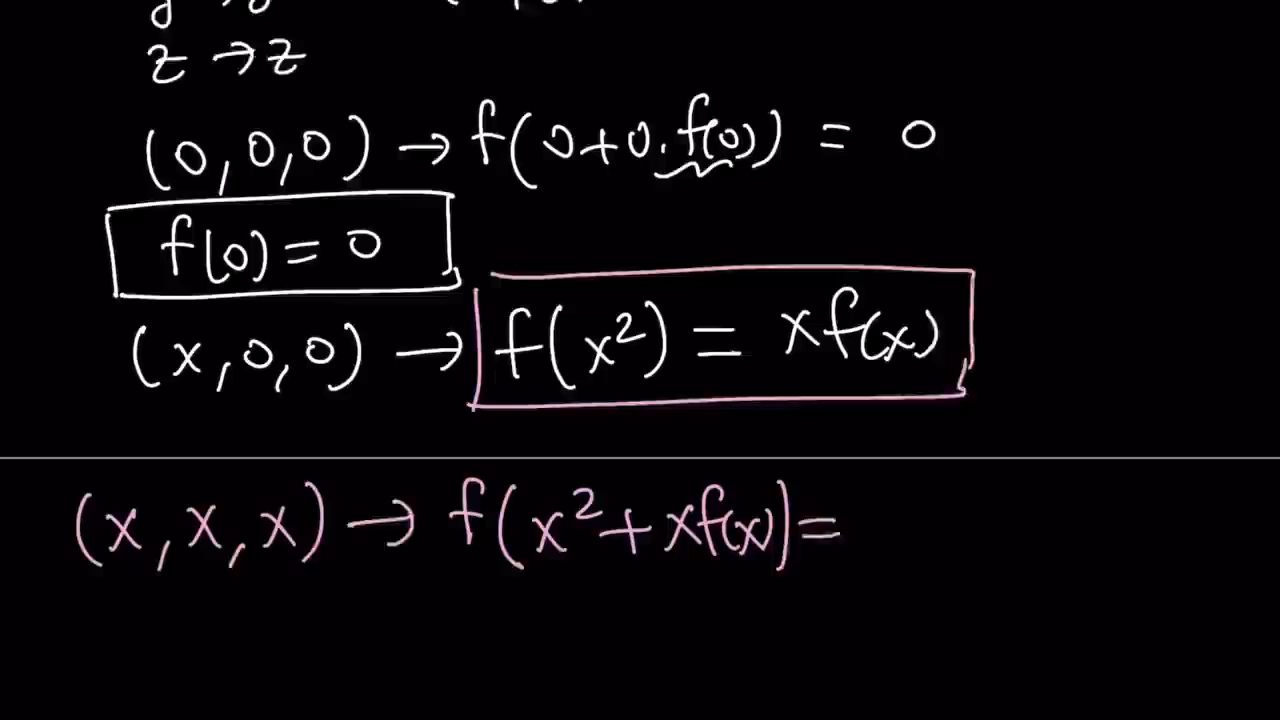 z → z
(0, 0, 0) → f(0+0.f(0)) = 0
f(0) = 0
(x, 0, 0) → f(x²) = xf(x)
(x, x, x) → f(x²+xf(x)) =